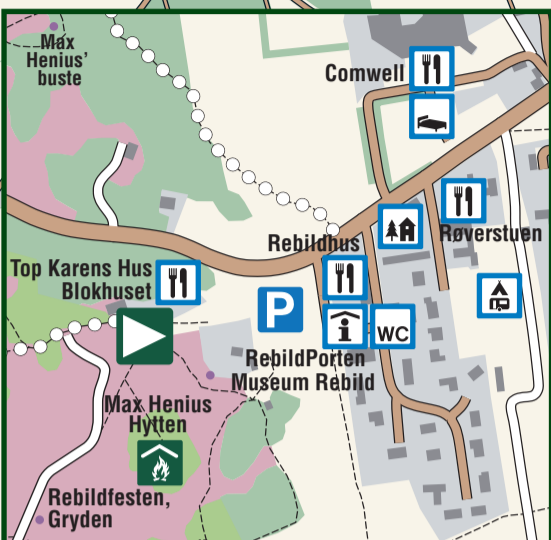 Max
Henius'
buste
Comwell
Rebildhus
Røverstuen
Top Karens Hus
Blokhuset
P
i
WC
RebildPorten
Museum Rebild
Max Henius
Hytten
Rebildfesten,
Gryden